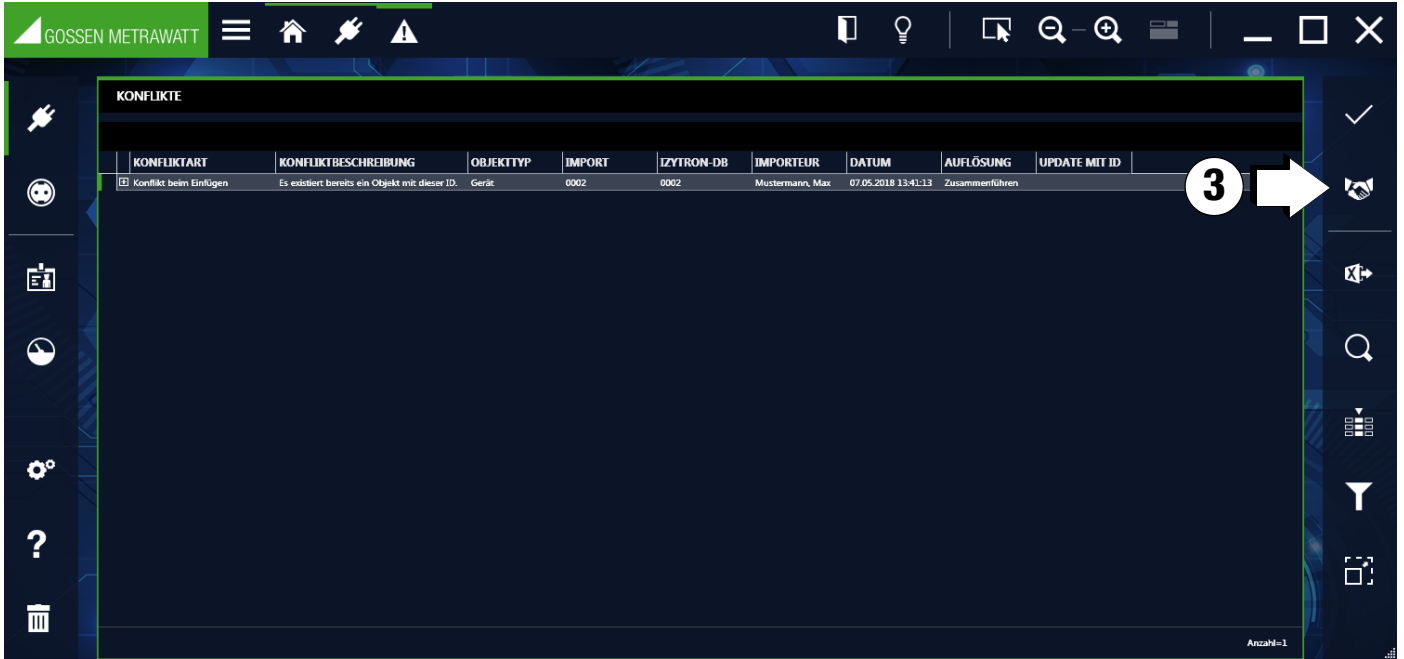 GOSSEN METRAWATT
KONFLIKTE
KONFLIKTART KONFLIKTBESCHREIBUNG OBJEKTTYP IMPORT IZYTRON-DB IMPORTEUR DATUM AUFLÖSUNG UPDATE MIT ID
Konflikt beim Einfügen Es existiert bereits ein Objekt mit dieser ID. Gerät 0002 0002 Mustermann, Max 07.05.2018 13:41:13 Zusammenführen
3
?
Anzahl=1